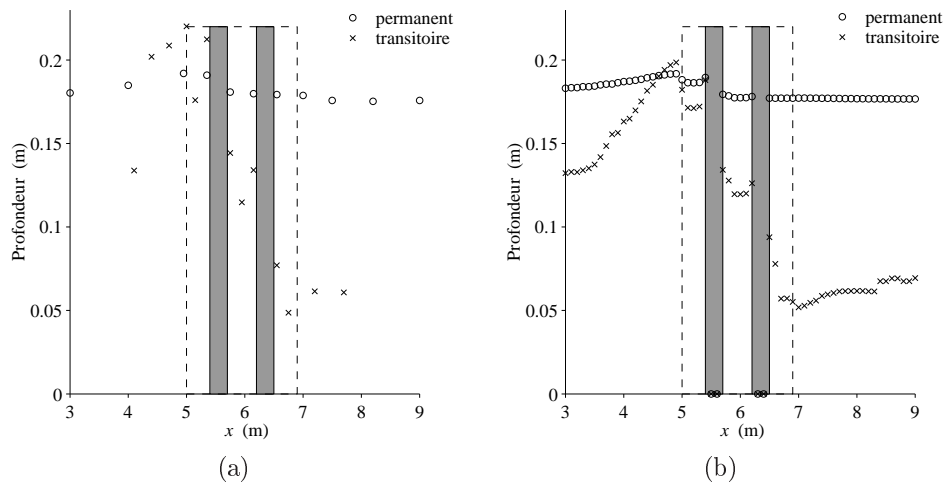 permanent
transitoire
0.2
0.15
0.1
0.05
0
Profondeur (m)
3 4 5 6 7 8 9
x (m)
(a)
permanent
transitoire
0.2
0.15
0.1
0.05
0
Profondeur (m)
3 4 5 6 7 8 9
x (m)
(b)